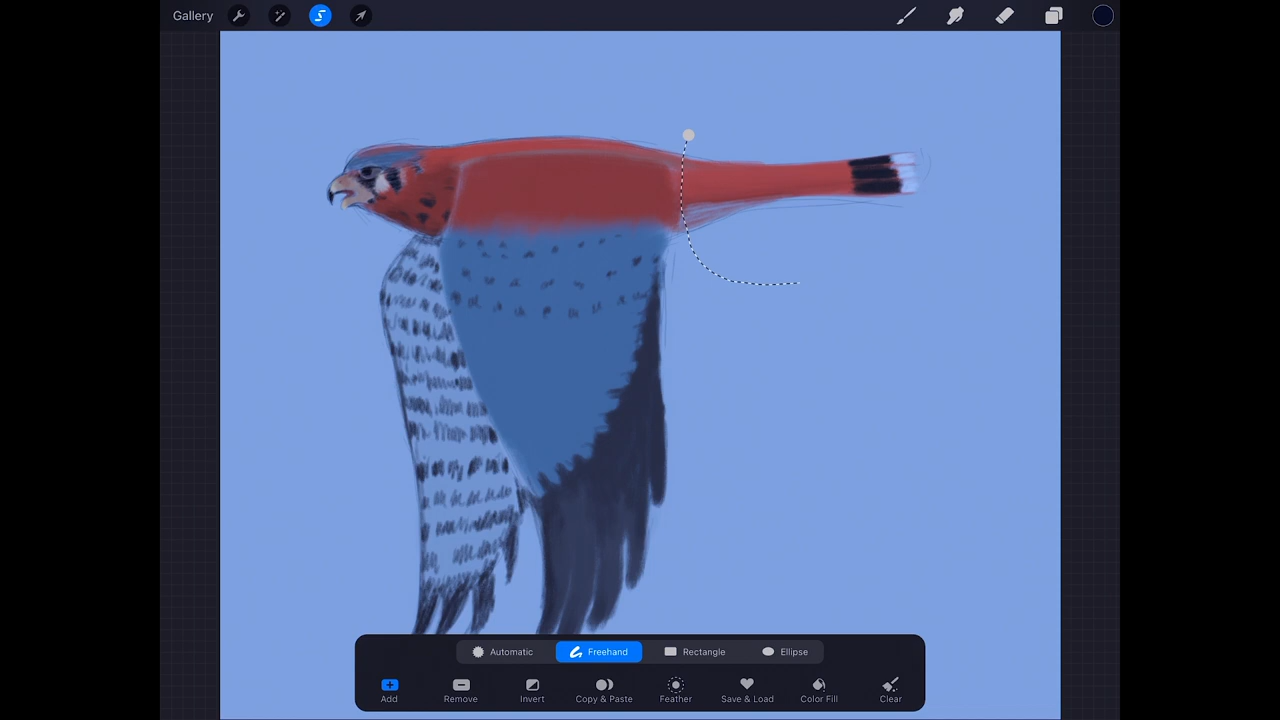 Gallery
Automatic Freehand Rectangle Ellipse
Add Remove Invert Copy & Paste Feather Save & Load Color Fill Clear